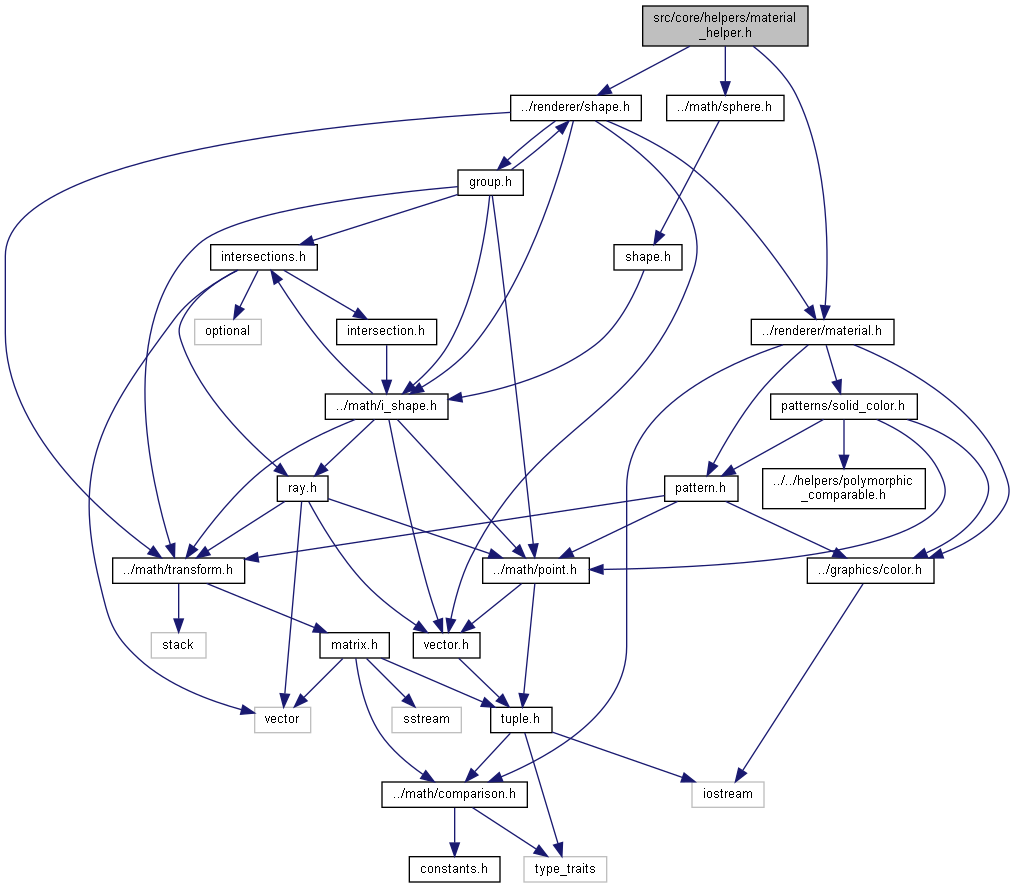 src/core/helpers/material
_helper.h
../renderer/shape.h
../math/sphere.h
group.h
intersections.h
shape.h
optional
intersection.h
../renderer/material.h
../math/i_shape.h
patterns/solid_color.h
ray.h
pattern.h
../../helpers/polymorphic
_comparable.h
../math/transform.h
../math/point.h
../graphics/color.h
stack
matrix.h
vector.h
vector
sstream
tuple.h
../math/comparison.h
iostream
constants.h
type_traits